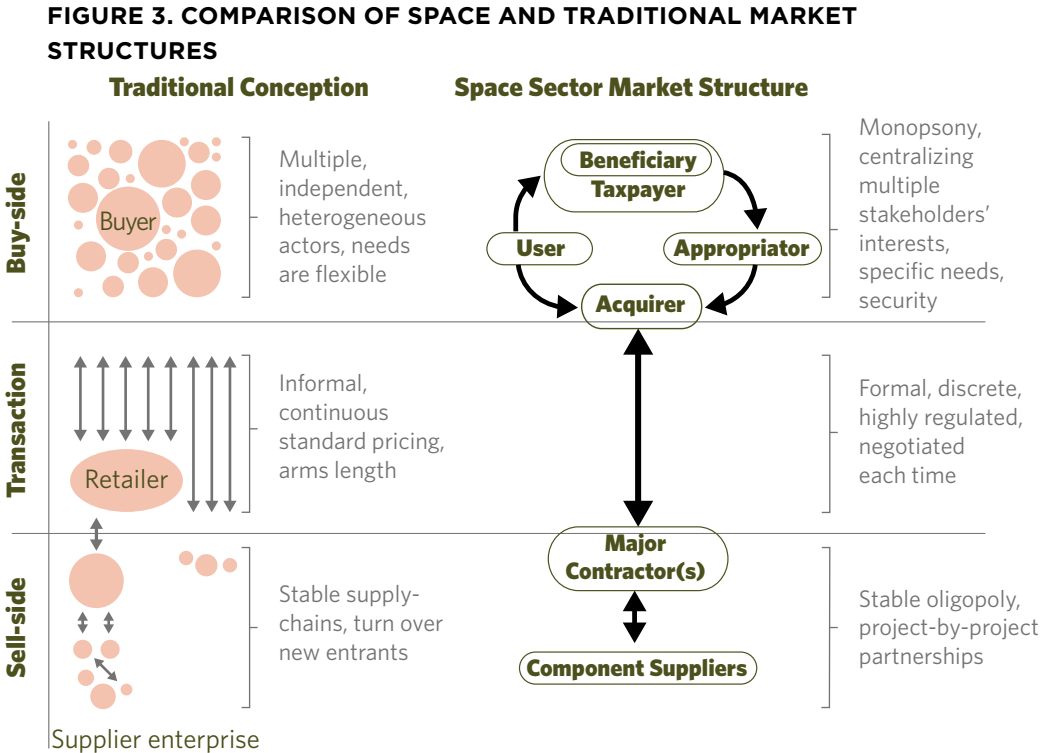 FIGURE 3. COMPARISON OF SPACE AND TRADITIONAL MARKET
STRUCTURES
Traditional Conception
Space Sector Market Structure
Buy-side
Buyer
Multiple,
independent,
heterogeneous
actors, needs
are flexible
Beneficiary
Taxpayer
User
Appropriator
Acquirer
Monopsony,
centralizing
multiple
stakeholders’
interests,
specific needs,
security
Transaction
Retailer
Informal,
continuous
standard pricing,
arms length
Formal, discrete,
highly regulated,
negotiated
each time
Sell-side
Stable supply-
chains, turn over
new entrants
Major
Contractor(s)
Component Suppliers
Stable oligopoly,
project-by-project
partnerships
Supplier enterprise